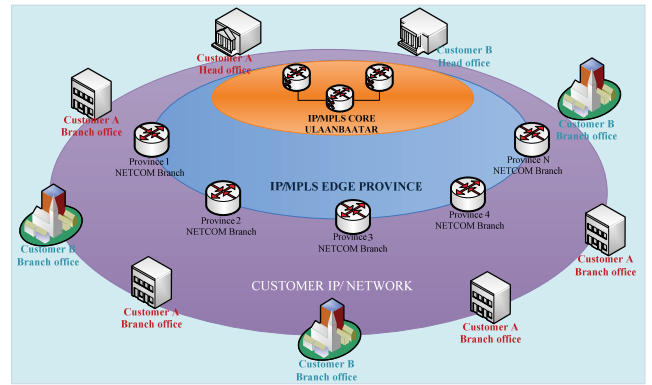 Customer A
Head office
Customer B
Head office
Customer A
Branch office
IP/MPLS CORE
ULAANBAATAR
Customer B
Branch office
Province 1
NETCOM Branch
Province N
NETCOM Branch
IP/MPLS EDGE PROVINCE
Province 2
NETCOM Branch
Province 4
NETCOM Branch
Province 3
NETCOM Branch
Customer B
Branch office
Customer A
Branch office
CUSTOMER IP/ NETWORK
Customer A
Branch office
Customer A
Branch office
Customer B
Branch office